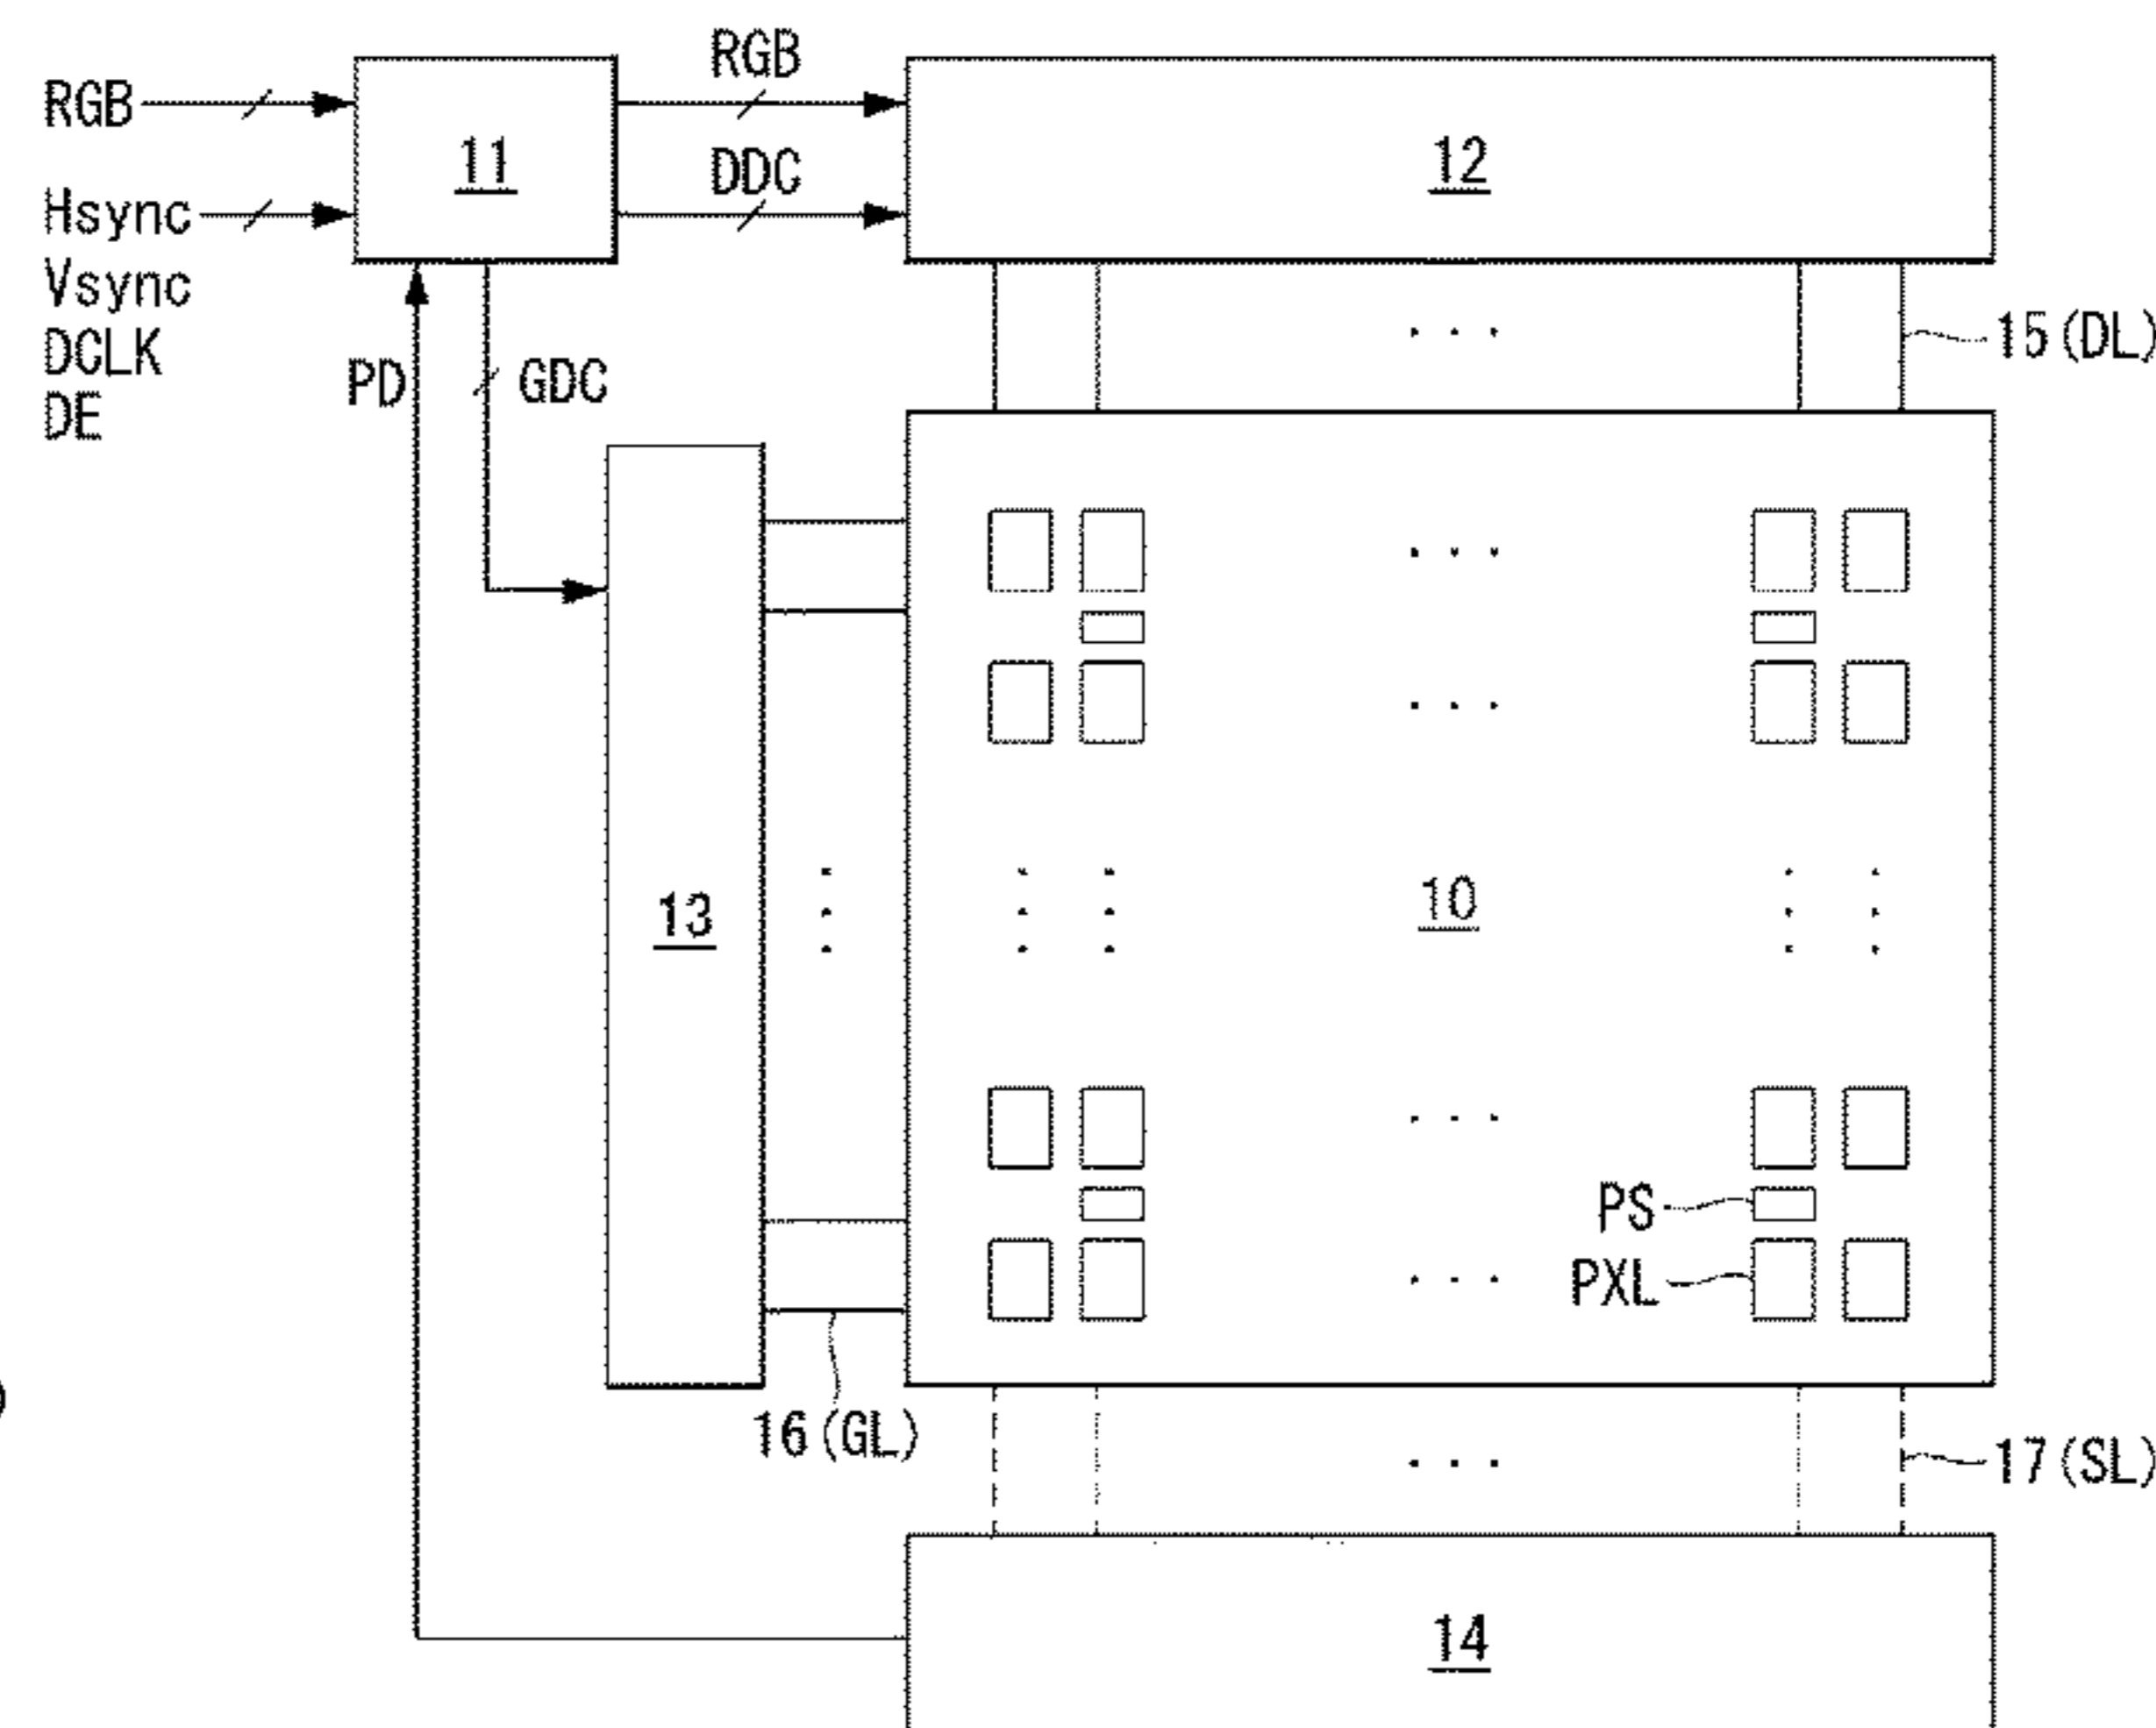 RGB
RGB
11
12
DDC
Hsync
Vsync
DCLK
DE
PD
GDC
15(DL)
13
10
PS
PXL
16(GL)
17(SL)
14
)